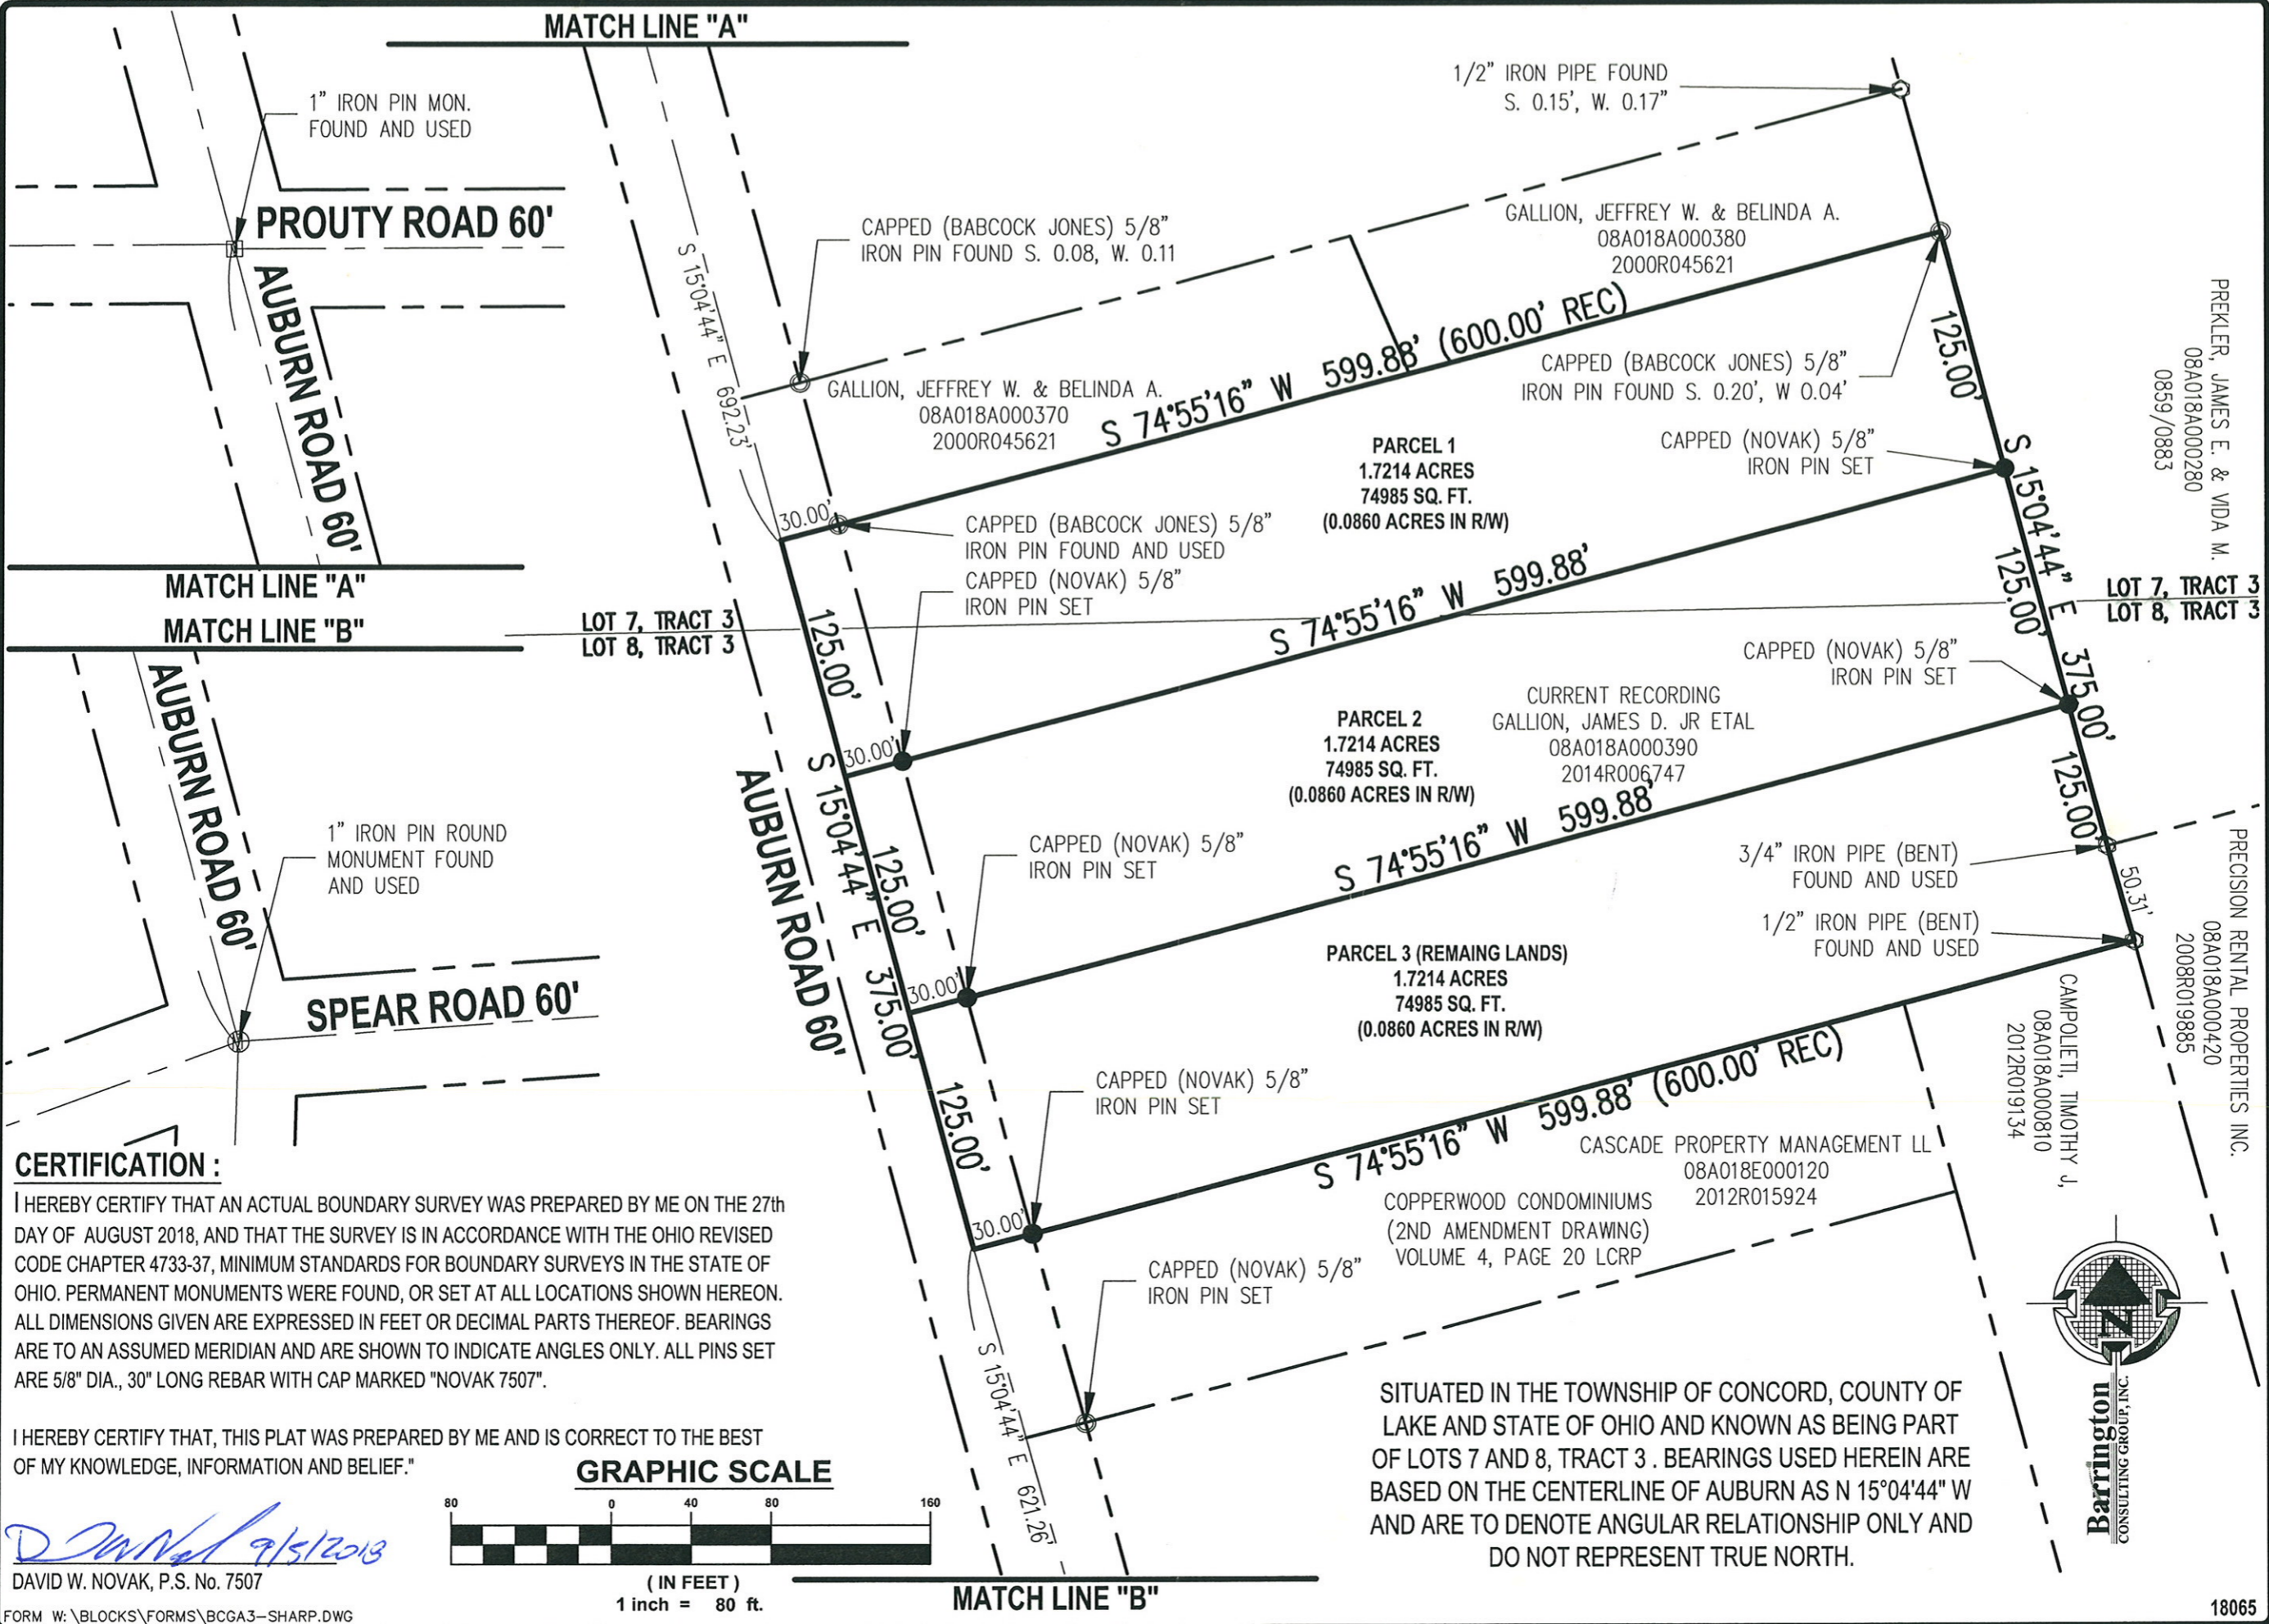 MATCH LINE "A"
1" IRON PIN MON.
FOUND AND USED
PROUTY ROAD 60'
AUBURN ROAD 60'
MATCH LINE "A"
MATCH LINE "B"
AUBURN ROAD 60'
1" IRON PIN ROUND
MONUMENT FOUND
AND USED
SPEAR ROAD 60'
1/2" IRON PIPE FOUND
S. 0.15', W. 0.17"
CAPPED (BABCOCK JONES) 5/8"
IRON PIN FOUND S. 0.08, W. 0.11
S 15°04'44" E 692.23'
GALLION, JEFFREY W. & BELINDA A.
08A018A000380
2000R045621
GALLION, JEFFREY W. & BELINDA A.
08A018A000370
2000R045621
S 74°55'16" W 599.88' (600.00' REC)
CAPPED (BABCOCK JONES) 5/8"
IRON PIN FOUND S. 0.20', W 0.04'
125.00'
PREKLER, JAMES E. & VIDA M.
08A018A000280
0859/0883
PARCEL 1
1.7214 ACRES
74985 SQ. FT.
(0.0860 ACRES IN R/W)
CAPPED (NOVAK) 5/8"
IRON PIN SET
S 15°04'44" E 375.00'
30.00'
CAPPED (BABCOCK JONES) 5/8"
IRON PIN FOUND AND USED
CAPPED (NOVAK) 5/8"
IRON PIN SET
S 74°55'16" W 599.88'
125.00'
LOT 7, TRACT 3
LOT 8, TRACT 3
LOT 7, TRACT 3
LOT 8, TRACT 3
125.00'
CAPPED (NOVAK) 5/8"
IRON PIN SET
CURRENT RECORDING
GALLION, JAMES D. JR ETAL
08A018A000390
2014R006747
PARCEL 2
1.7214 ACRES
74985 SQ. FT.
(0.0860 ACRES IN R/W)
30.00'
S 15°04'44" E 375.00'
AUBURN ROAD 60'
125.00'
125.00'
S 74°55'16" W 599.88'
CAPPED (NOVAK) 5/8"
IRON PIN SET
3/4" IRON PIPE (BENT)
FOUND AND USED
50.31'
1/2" IRON PIPE (BENT)
FOUND AND USED
PRECISION RENTAL PROPERTIES INC.
08A018A000420
2008R019885
PARCEL 3 (REMAING LANDS)
1.7214 ACRES
74985 SQ. FT.
(0.0860 ACRES IN R/W)
30.00'
CAMPOLIETI, TIMOTHY J,
08A018A000810
2012R019134
125.00'
CAPPED (NOVAK) 5/8"
IRON PIN SET
S 74°55'16" W 599.88' (600.00' REC)
30.00'
CASCADE PROPERTY MANAGEMENT LL
08A018E000120
2012R015924
COPPERWOOD CONDOMINIUMS
(2ND AMENDMENT DRAWING)
VOLUME 4, PAGE 20 LCRP
CAPPED (NOVAK) 5/8"
IRON PIN SET
S 15°04'44" E 621.26'
CERTIFICATION :
I HEREBY CERTIFY THAT AN ACTUAL BOUNDARY SURVEY WAS PREPARED BY ME ON THE 27th
DAY OF AUGUST 2018, AND THAT THE SURVEY IS IN ACCORDANCE WITH THE OHIO REVISED
CODE CHAPTER 4733-37, MINIMUM STANDARDS FOR BOUNDARY SURVEYS IN THE STATE OF
OHIO. PERMANENT MONUMENTS WERE FOUND, OR SET AT ALL LOCATIONS SHOWN HEREON.
ALL DIMENSIONS GIVEN ARE EXPRESSED IN FEET OR DECIMAL PARTS THEREOF. BEARINGS
ARE TO AN ASSUMED MERIDIAN AND ARE SHOWN TO INDICATE ANGLES ONLY. ALL PINS SET
ARE 5/8" DIA., 30" LONG REBAR WITH CAP MARKED "NOVAK 7507".
I HEREBY CERTIFY THAT, THIS PLAT WAS PREPARED BY ME AND IS CORRECT TO THE BEST
OF MY KNOWLEDGE, INFORMATION AND BELIEF."
9/5/2018
DAVID W. NOVAK, P.S. No. 7507
FORM W:\BLOCKS\FORMS\BCGA3-SHARP.DWG
GRAPHIC SCALE
80 0 40 80 160
( IN FEET )
1 inch = 80 ft.
MATCH LINE "B"
SITUATED IN THE TOWNSHIP OF CONCORD, COUNTY OF
LAKE AND STATE OF OHIO AND KNOWN AS BEING PART
OF LOTS 7 AND 8, TRACT 3 . BEARINGS USED HEREIN ARE
BASED ON THE CENTERLINE OF AUBURN AS N 15°04'44" W
AND ARE TO DENOTE ANGULAR RELATIONSHIP ONLY AND
DO NOT REPRESENT TRUE NORTH.
N
Barrington
CONSULTING GROUP, INC.
18065